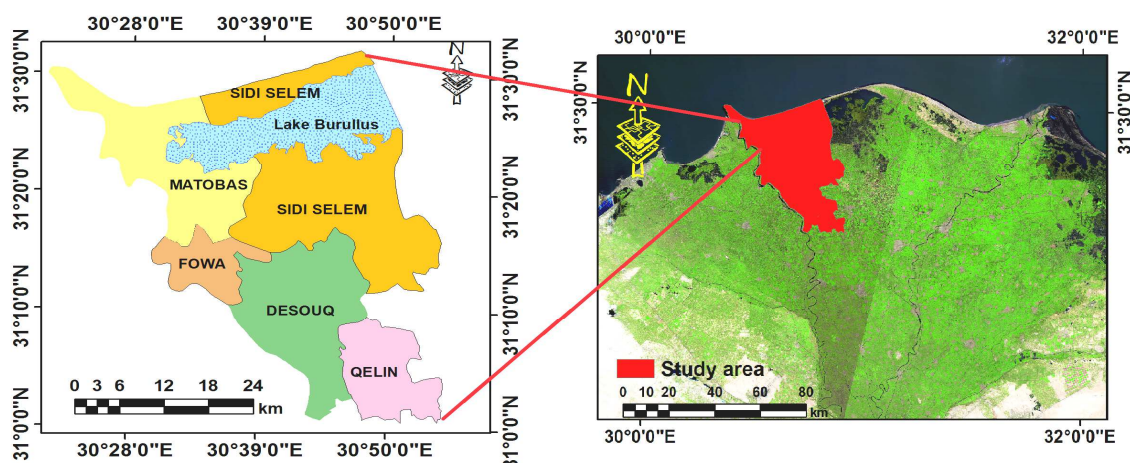 30°28'0"E 30°39'0"E 30°50'0"E
N
31°30'0"N
31°20'0"N
31°10'0"N
31°0'0"N
SIDI SELEM
Lake Burullus
MATOBAS
SIDI SELEM
FOWA
DESOUQ
QELIN
0 3 6 12 18 24
km
31°30'0"N
31°20'0"N
31°10'0"N
31°0'0"N
30°28'0"E 30°39'0"E 30°50'0"E
30°0'0"E 32°0'0"E
31°30'0"N
N
31°30'0"N
Study area
0 10 20 40 60 80
km
30°0'0"E 32°0'0"E